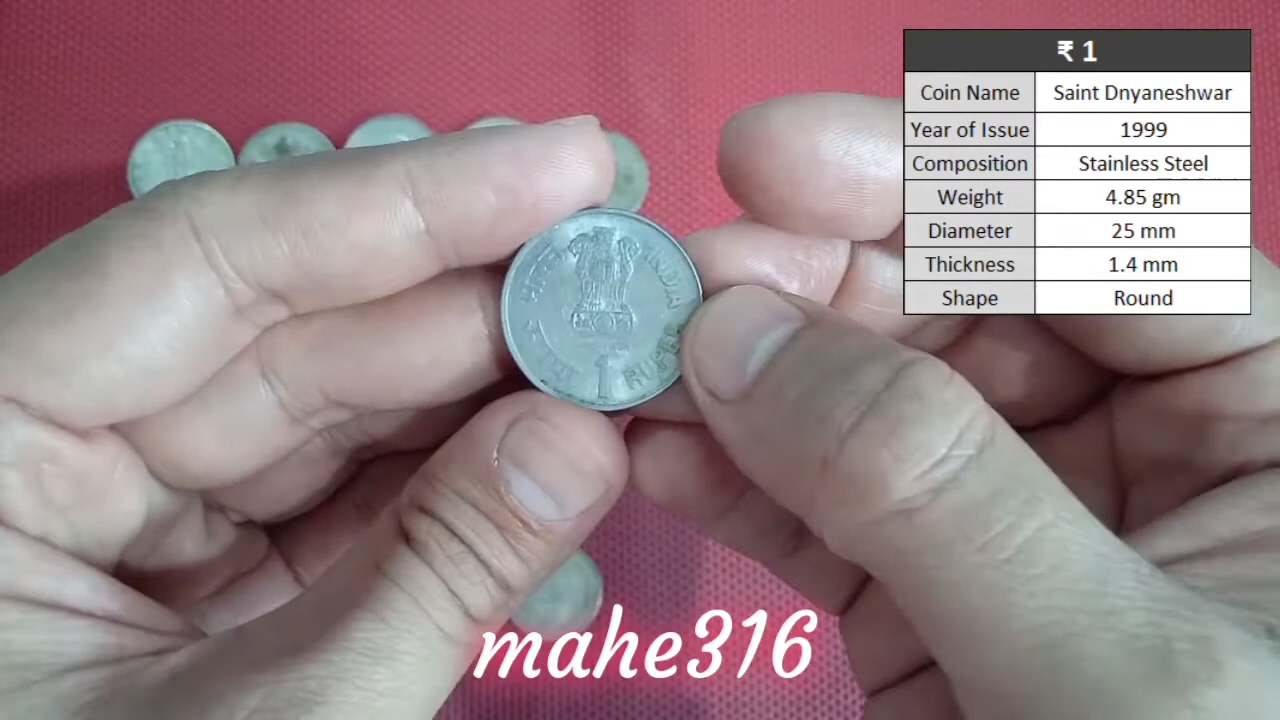 ₹ 1
Coin Name Saint Dnyaneshwar
Year of Issue 1999
Composition Stainless Steel
Weight 4.85 gm
Diameter 25 mm
Thickness 1.4 mm
Shape Round
भारत INDIA
1
mahe316